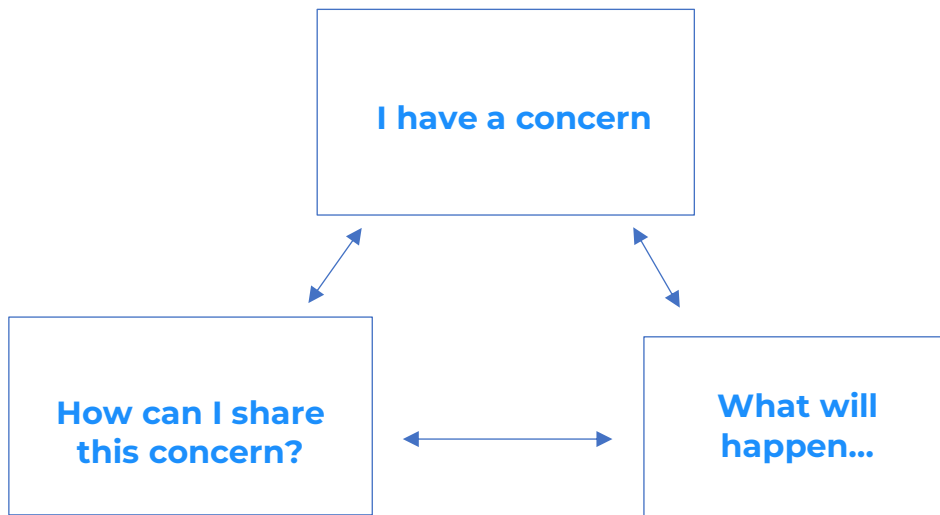 I have a concern
How can I share
this concern?
What will
happen...